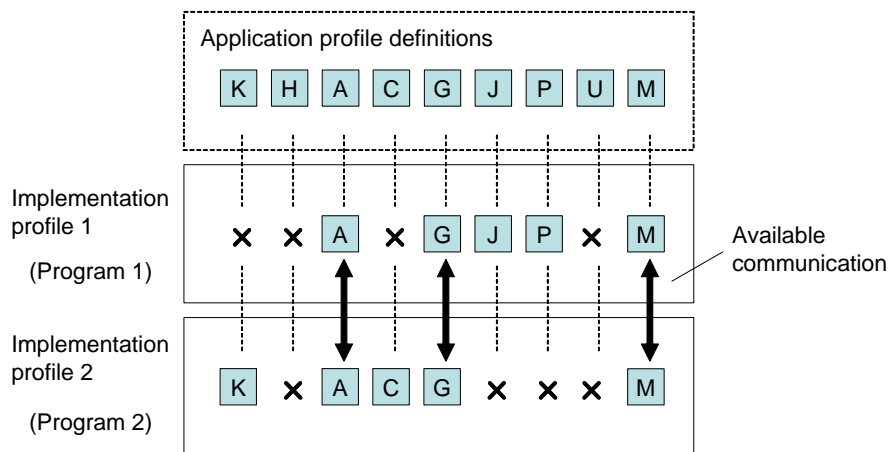 Application profile definitions
K H A C G J P U M
Implementation
profile 1
(Program 1)
A G J P M
Available
communication
Implementation
profile 2
(Program 2)
K A C G M